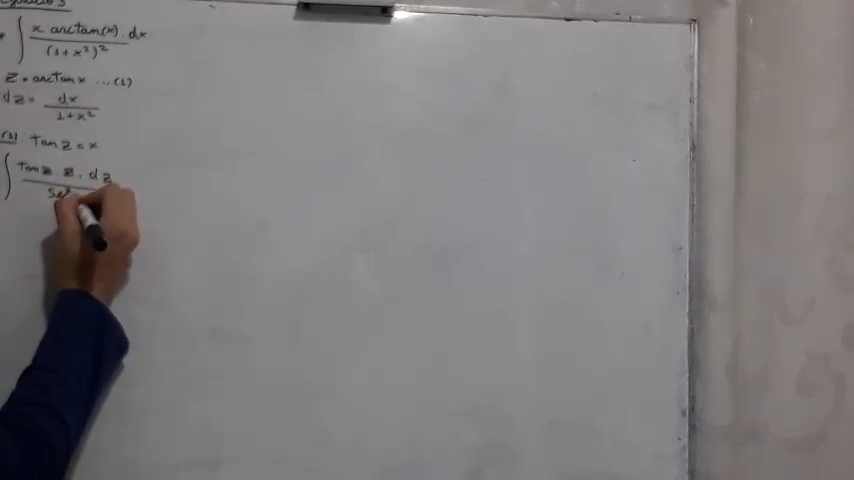 ∫ x arctan(x) . dx / (1+x²)²
z = arctan x ... (1)
dz = dx / 1+x²
(1): Tan z = x
∫ Tan z . z . dz / Se